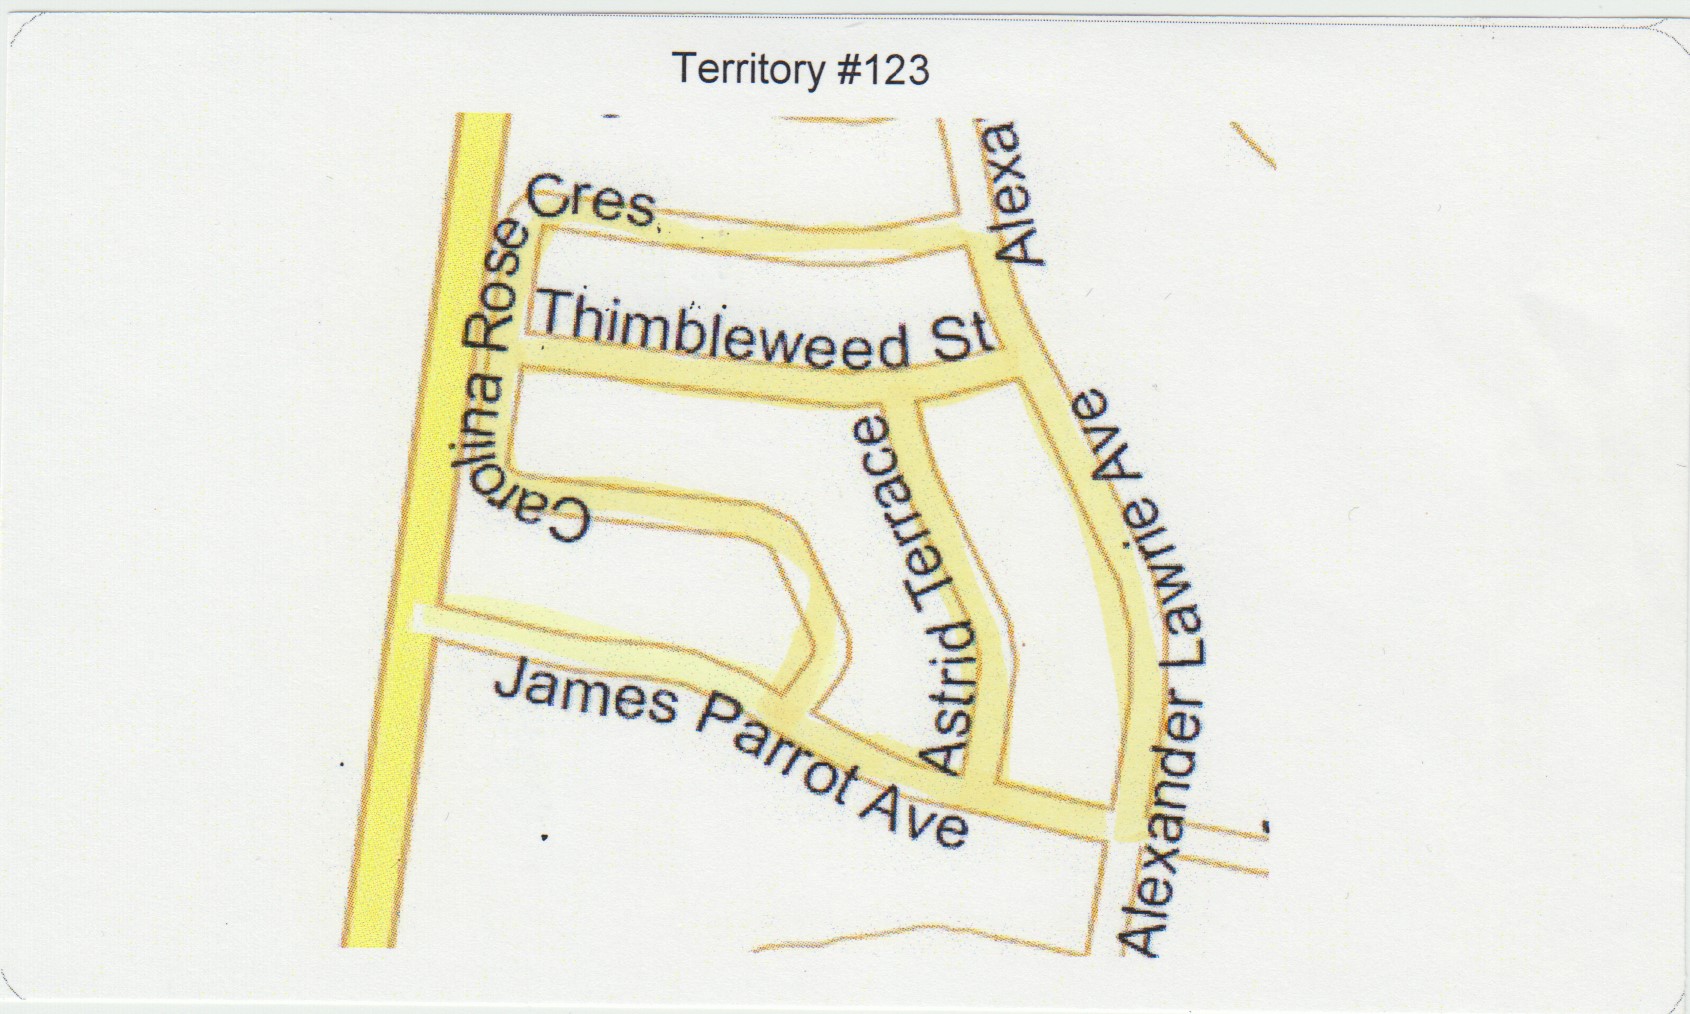 Territory #123
Alexa
Carolina Rose Cres
Thimbleweed St
Astrid Terrace
Alexander Lawrie Ave
James Parrot Ave